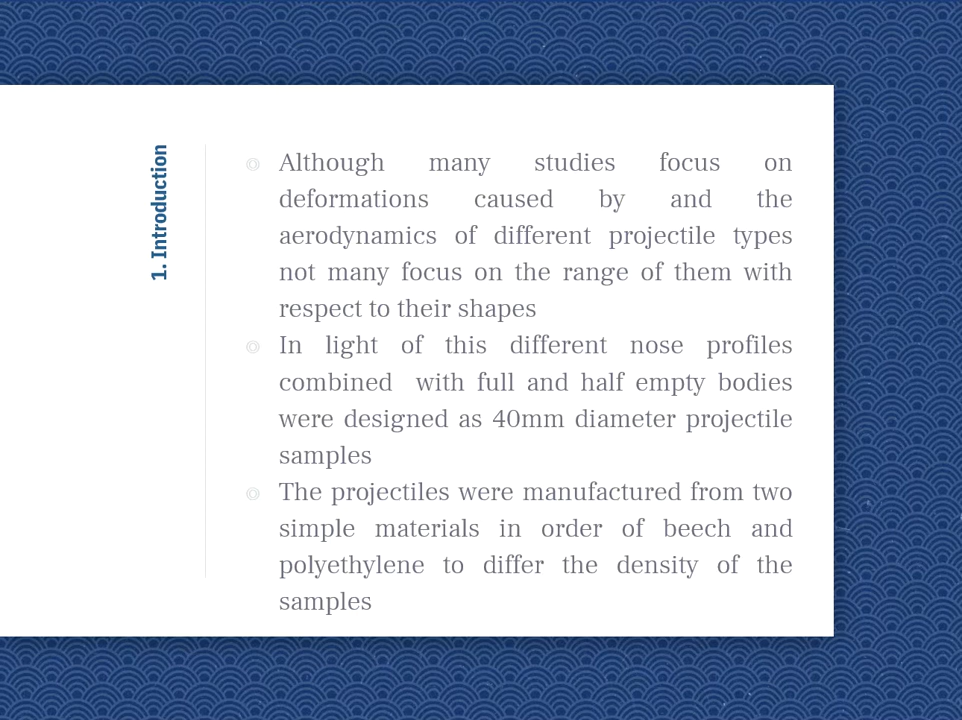 1. Introduction
Although many studies focus on
deformations caused by and the
aerodynamics of different projectile types
not many focus on the range of them with
respect to their shapes
In light of this different nose profiles
combined with full and half empty bodies
were designed as 40mm diameter projectile
samples
The projectiles were manufactured from two
simple materials in order of beech and
polyethylene to differ the density of the
samples